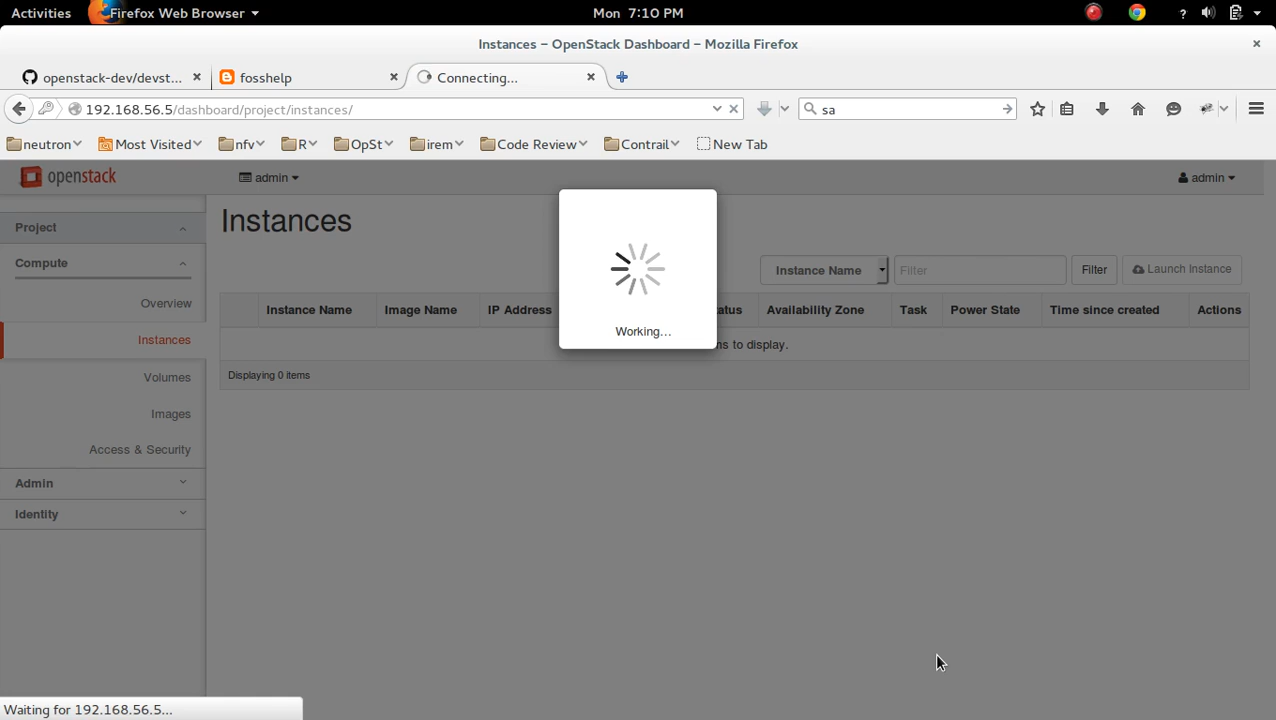 Activities Firefox Web Browser Mon 7:10 PM ?
Instances – OpenStack Dashboard – Mozilla Firefox
openstack-dev/devst... fosshelp Connecting...
192.168.56.5/dashboard/project/instances/ sa
neutron Most Visited nfv R OpSt irem Code Review Contrail New Tab
openstack admin admin
Project
Instances
Compute
Instance Name Filter Filter Launch Instance
Overview
Instance Name Image Name IP Address atus Availability Zone Task Power State Time since created Actions
Working...
Instances
ns to display.
Volumes
Displaying 0 items
Images
Access & Security
Admin
Identity
Waiting for 192.168.56.5...